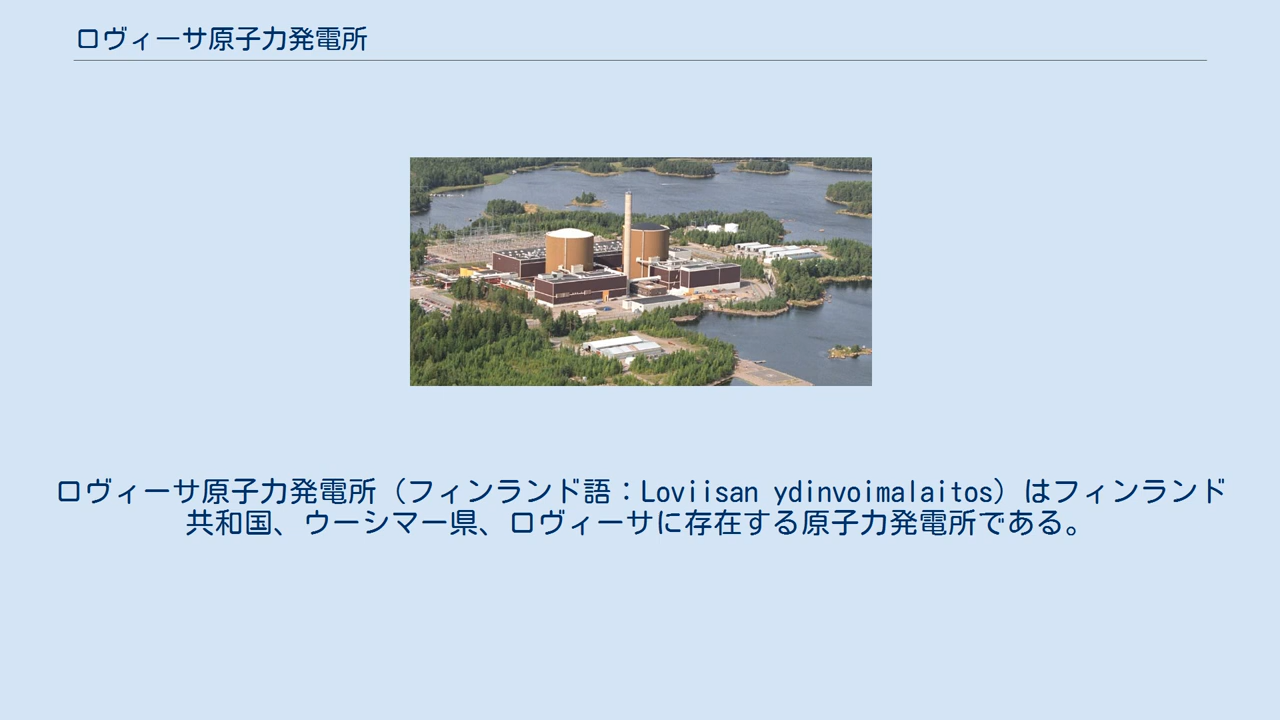 ロヴィーサ原子力発電所
ロヴィーサ原子力発電所（フィンランド語：Loviisan ydinvoimalaitos）はフィンランド
共和国、ウーシマー県、ロヴィーサに存在する原子力発電所である。